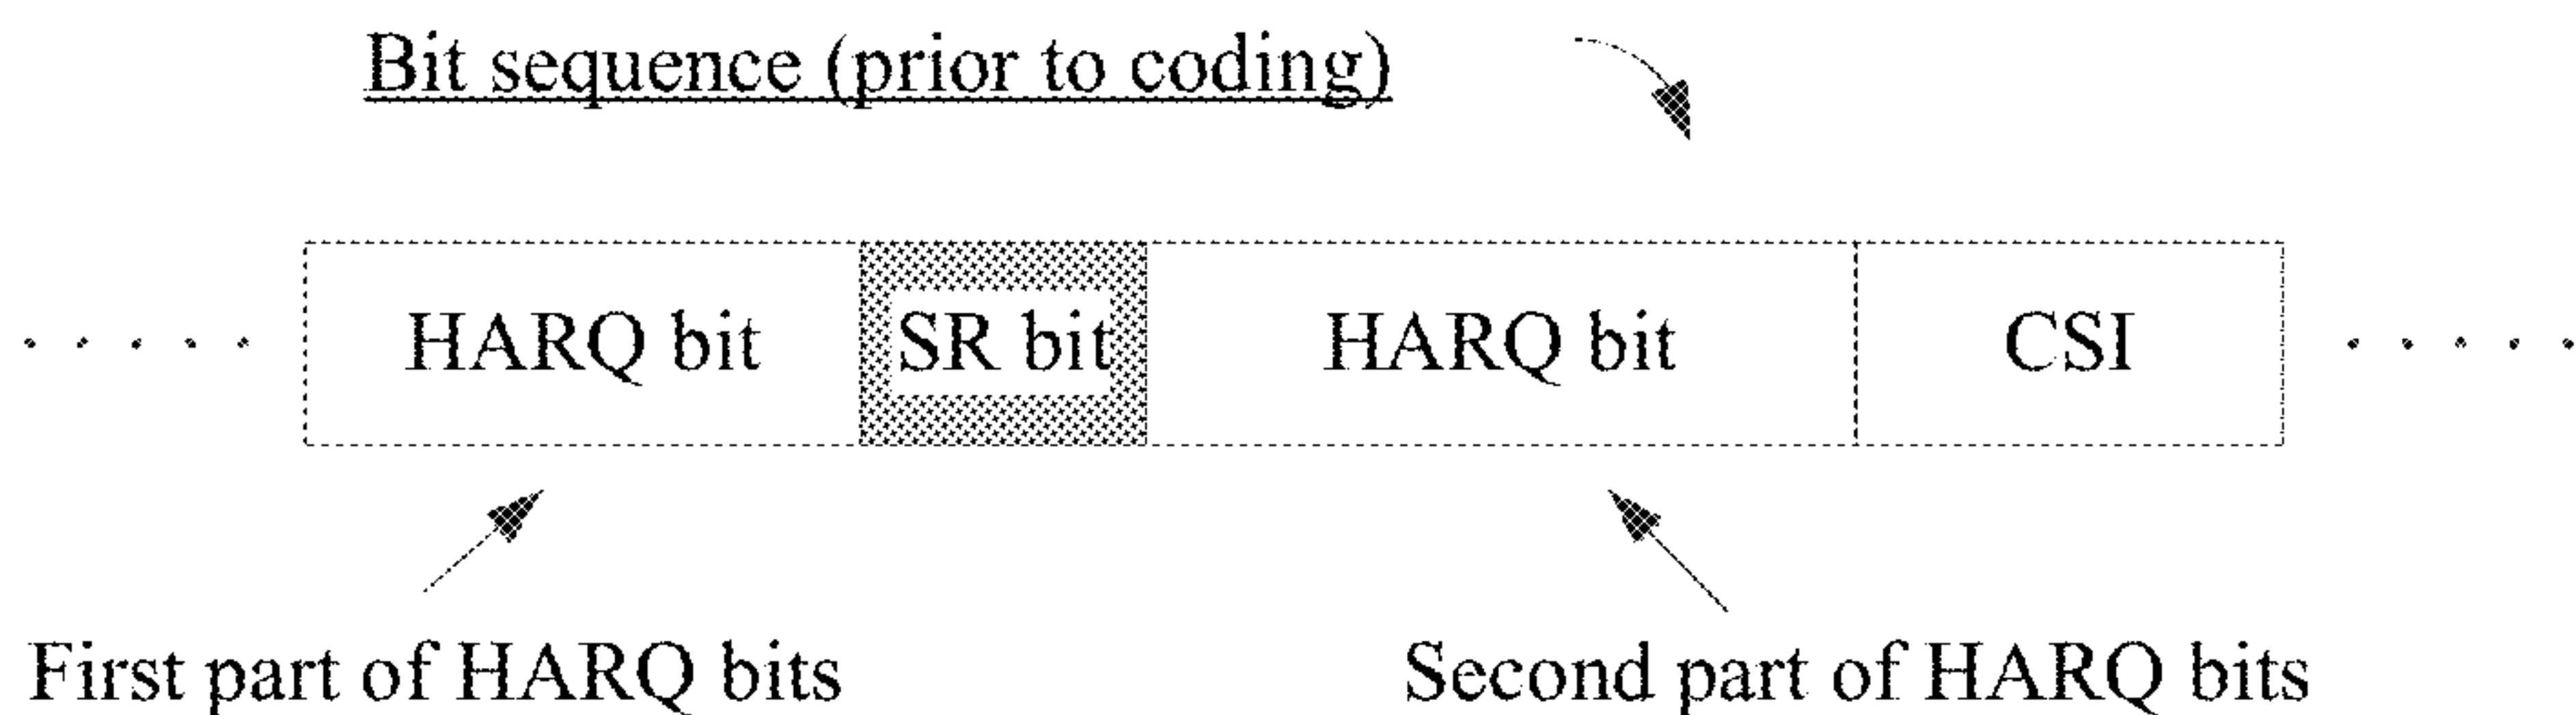 Bit sequence (prior to coding)
. . . . . HARQ bit SR bit HARQ bit CSI . . . . .
First part of HARQ bits Second part of HARQ bits